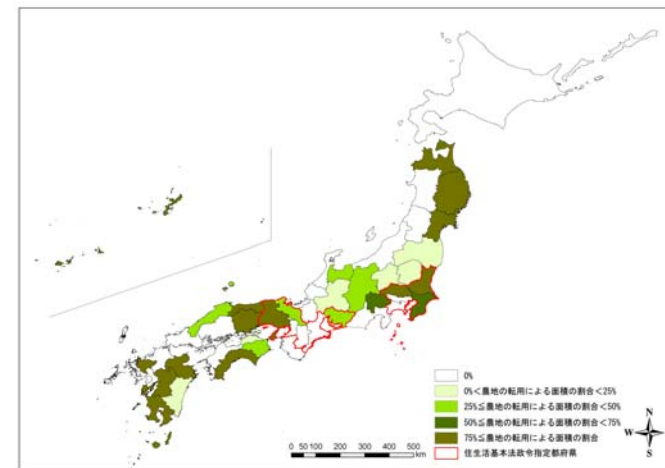 0%
0%<農地の転用による面積の割合<25%
25%≦農地の転用による面積の割合<50%
50%≦農地の転用による面積の割合<75%
75%≦農地の転用による面積の割合
住生活基本法政令指定都府県
0 50 100 200 300 400 500
km
N
W E
S